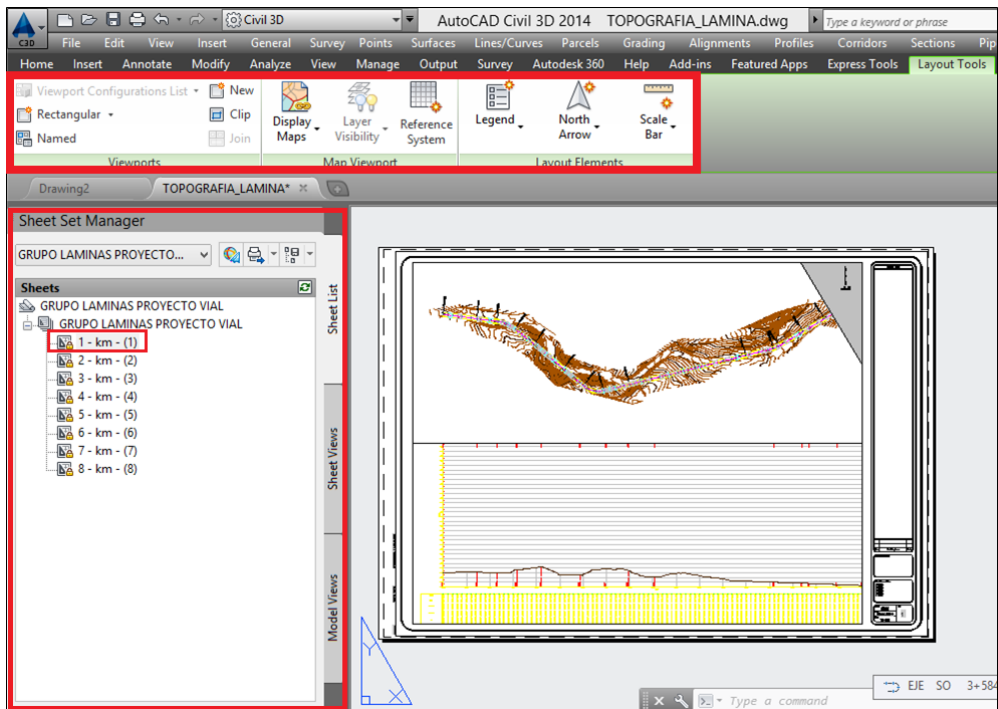 Civil 3D
AutoCAD Civil 3D 2014 TOPOGRAFIA_LAMINA.dwg
Type a keyword or phrase
C3D
File Edit View Insert General Survey Points Surfaces Lines/Curves Parcels Grading Alignments Profiles Corridors Sections Pip
Home Insert Annotate Modify Analyze View Manage Output Survey Autodesk 360 Help Add-ins Featured Apps Express Tools Layout Tools
Viewport Configurations List New
Rectangular Clip
Named Join
Display Maps
Layer Visibility
Reference System
Legend
North Arrow
Scale Bar
Viewports Map Viewport Layout Elements
Drawing2 TOPOGRAFIA_LAMINA*
Sheet Set Manager
GRUPO LAMINAS PROYECTO...
Sheets
GRUPO LAMINAS PROYECTO VIAL
GRUPO LAMINAS PROYECTO VIAL
1 - km - (1)
2 - km - (2)
3 - km - (3)
4 - km - (4)
5 - km - (5)
6 - km - (6)
7 - km - (7)
8 - km - (8)
Sheet List
Sheet Views
Model Views
Y
X
EJE SO 3+584
Type a command